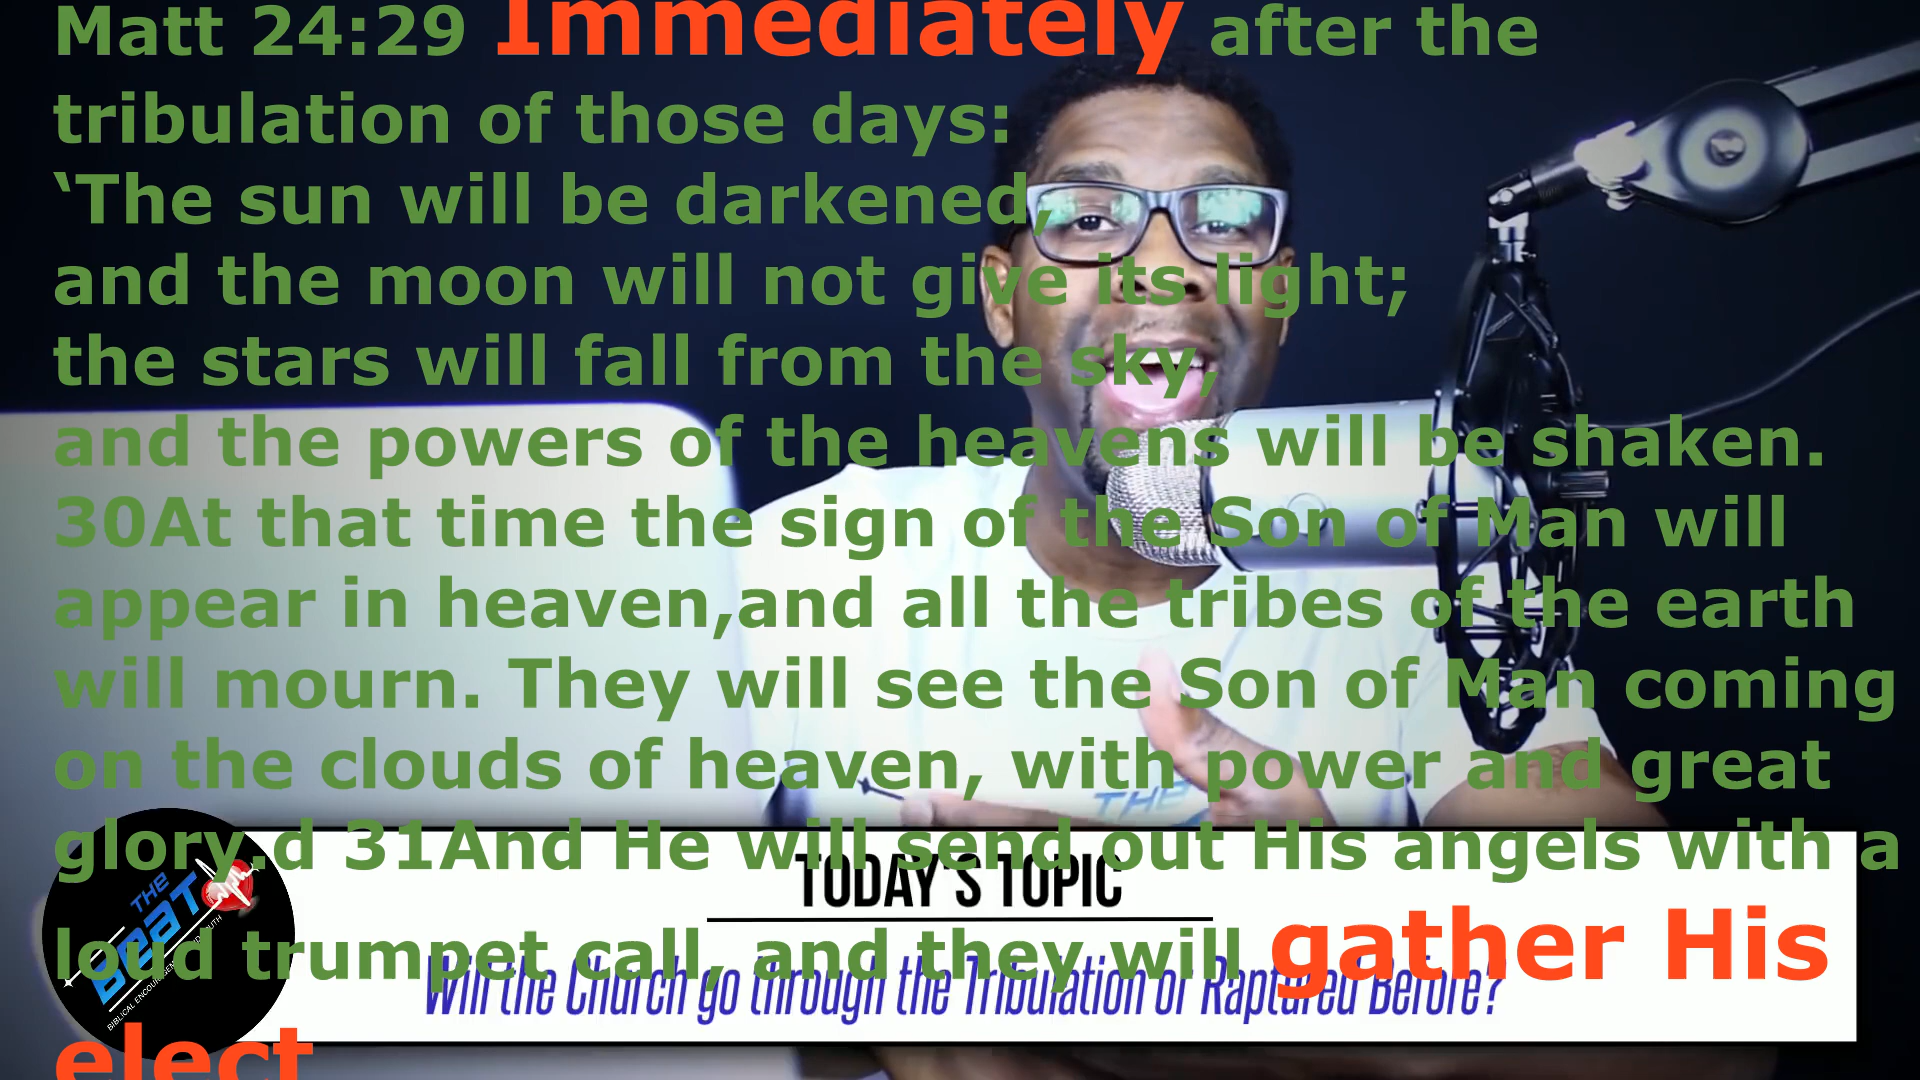 Matt 24:29 Immediately after the
tribulation of those days:
‘The sun will be darkened,
and the moon will not give its light;
the stars will fall from the sky,
and the powers of the heavens will be shaken.
30At that time the sign of the Son of Man will
appear in heaven,and all the tribes of the earth
will mourn. They will see the Son of Man coming
on the clouds of heaven, with power and great
glory.d 31And He will send out His angels with a
loud trumpet call, and they will gather His
elect
THE
TODAY'S TOPIC
Will the Church go through the Tribulation or Raptured Before?
THE
BEAT
BIBLICAL ENCOUNTER